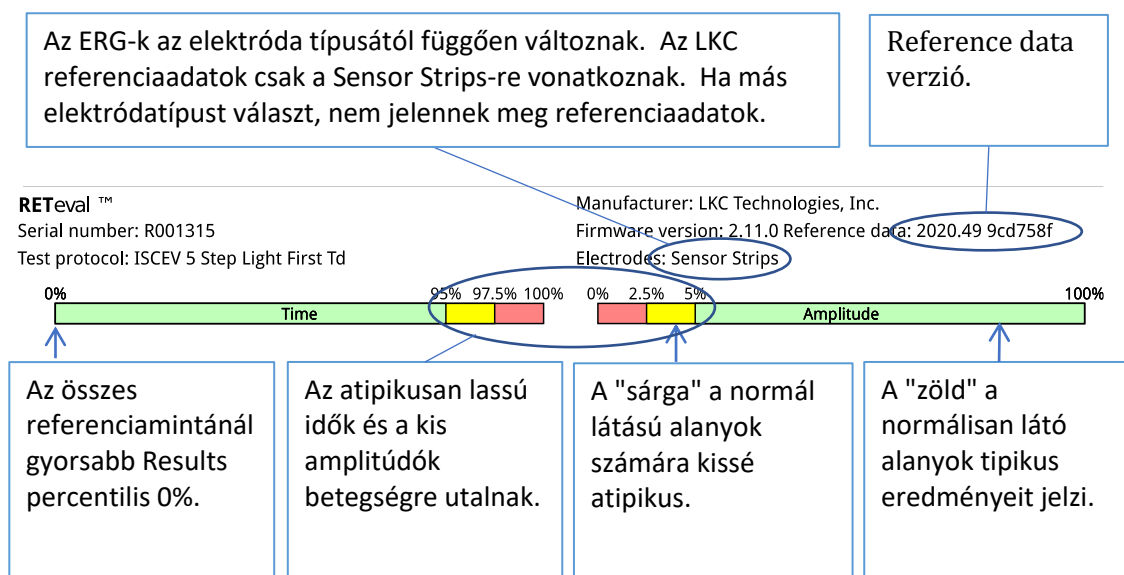 Az ERG-k az elektróda típusától függően változnak.  Az LKC
referenciaadatok csak a Sensor Strips-re vonatkoznak.  Ha más
elektródatípust választ, nem jelennek meg referenciaadatok.
Reference data
verzió.
RETeval ™
Serial number: R001315
Test protocol: ISCEV 5 Step Light First Td
Manufacturer: LKC Technologies, Inc.
Firmware version: 2.11.0 Reference data: 2020.49 9cd758f
Electrodes: Sensor Strips
0% 95% 97.5% 100%
Time
0% 2.5% 5% 100%
Amplitude
Az összes
referenciamintánál
gyorsabb Results
percentilis 0%.
Az atipikusan lassú
idők és a kis
amplitúdók
betegségre utalnak.
A "sárga" a normál
látású alanyok
számára kissé
atipikus.
A "zöld" a
normálisan látó
alanyok tipikus
eredményeit jelzi.